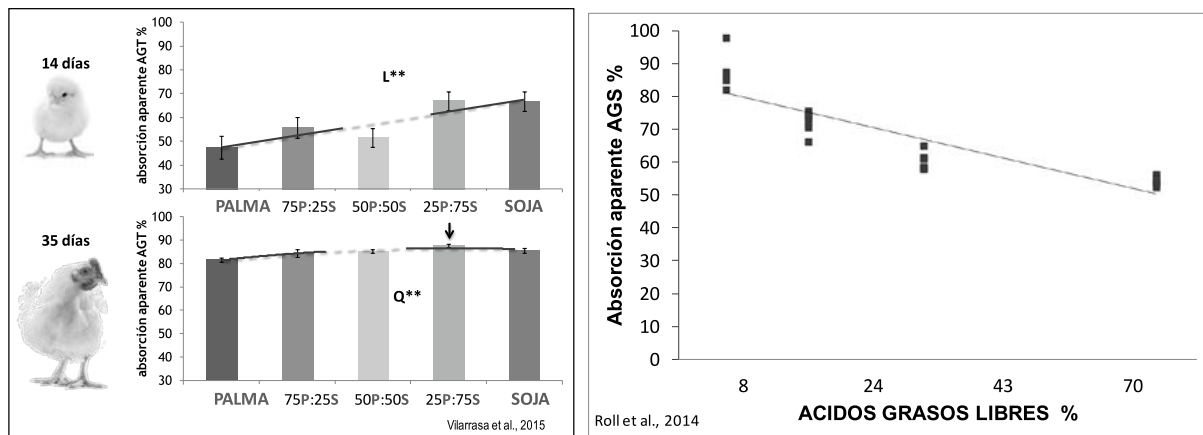 14 días
absorción aparente AGT %
100
90
80
70
60
50
40
30
L**
PALMA 75P:25S 50P:50S 25P:75S SOJA
35 días
absorción aparente AGT %
100
90
80
70
60
50
40
30
Q**
PALMA 75P:25S 50P:50S 25P:75S SOJA
Vilarrasa et al., 2015
Absorción aparente AGS %
100
90
80
70
60
50
40
30
20
10
0
8 24 43 70
ACIDOS GRASOS LIBRES %
Roll et al., 2014